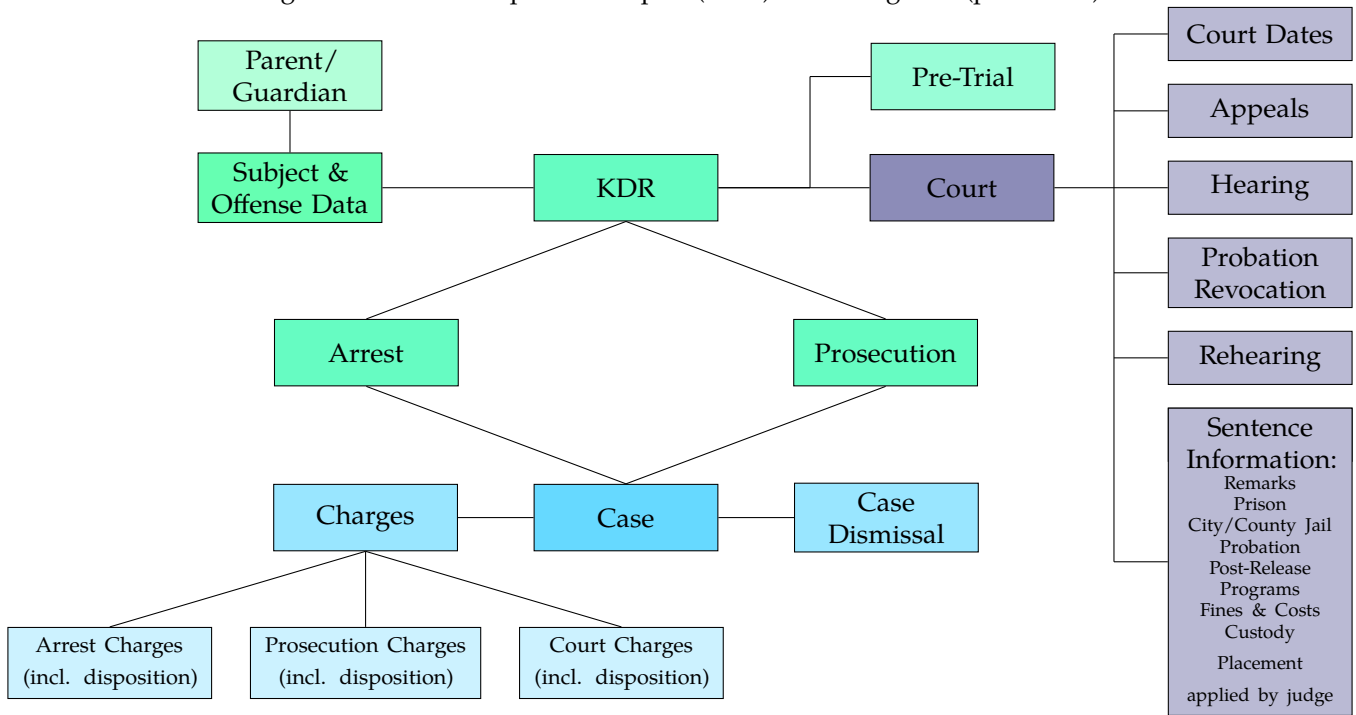 Parent/
Guardian
Pre-Trial
Court Dates
Appeals
Subject &
Offense Data
KDR
Court
Hearing
Probation
Revocation
Arrest
Prosecution
Rehearing
Sentence
Information:
Remarks
Prison
City/County Jail
Probation
Post-Release
Programs
Fines & Costs
Custody
Placement
applied by judge
Charges
Case
Case
Dismissal
Arrest Charges
(incl. disposition)
Prosecution Charges
(incl. disposition)
Court Charges
(incl. disposition)